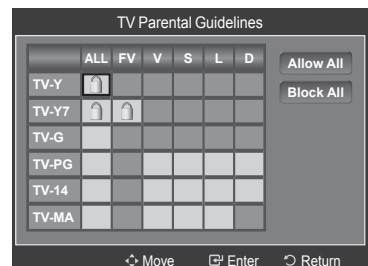 TV Parental Guidelines
ALL FV V S L D
Allow All
TV-Y
Block All
TV-Y7
TV-G
TV-PG
TV-14
TV-MA
Move Enter Return